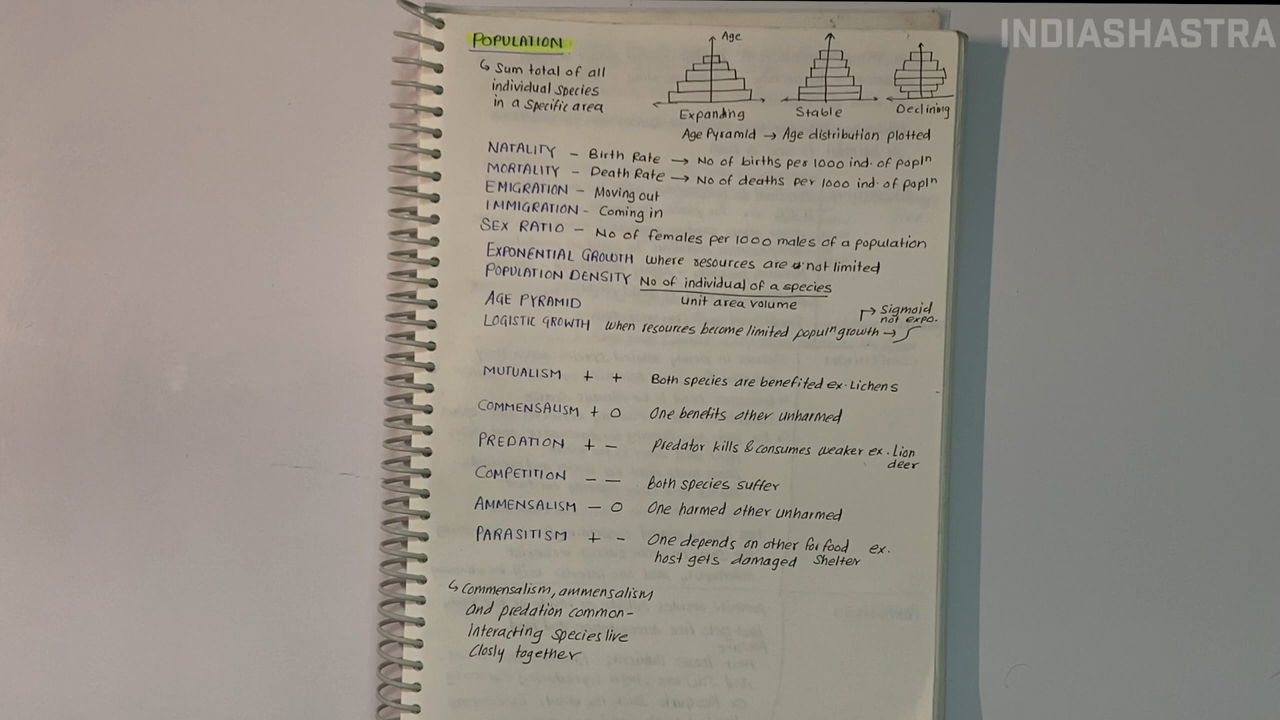 INDIASHASTRA
POPULATION
↳ Sum total of all
individual species
in a specific area
Age
Expanding
Stable
Declining
Age Pyramid → Age distribution plotted
NATALITY – Birth Rate → No of births per 1000 ind. of popln
MORTALITY – Death Rate → No of deaths per 1000 ind. of popln
EMIGRATION – Moving out
IMMIGRATION – Coming in
SEX RATIO – No of females per 1000 males of a population
EXPONENTIAL GROWTH where resources are not limited
POPULATION DENSITY No of individual of a species
unit area volume
AGE PYRAMID
Sigmoid
not expo.
LOGISTIC GROWTH when resources become limited populn growth →
MUTUALISM + + Both species are benefited ex. Lichens
COMMENSALISM + 0 One benefits other unharmed
PREDATION + – Predator kills & consumes weaker ex. Lion
deer
COMPETITION – – Both species suffer
AMMENSALISM – 0 One harmed other unharmed
PARASITISM + - One depends on other for food ex.
host gets damaged shelter
↳ Commensalism, ammensalism
and predation common–
Interacting species live
Closly together